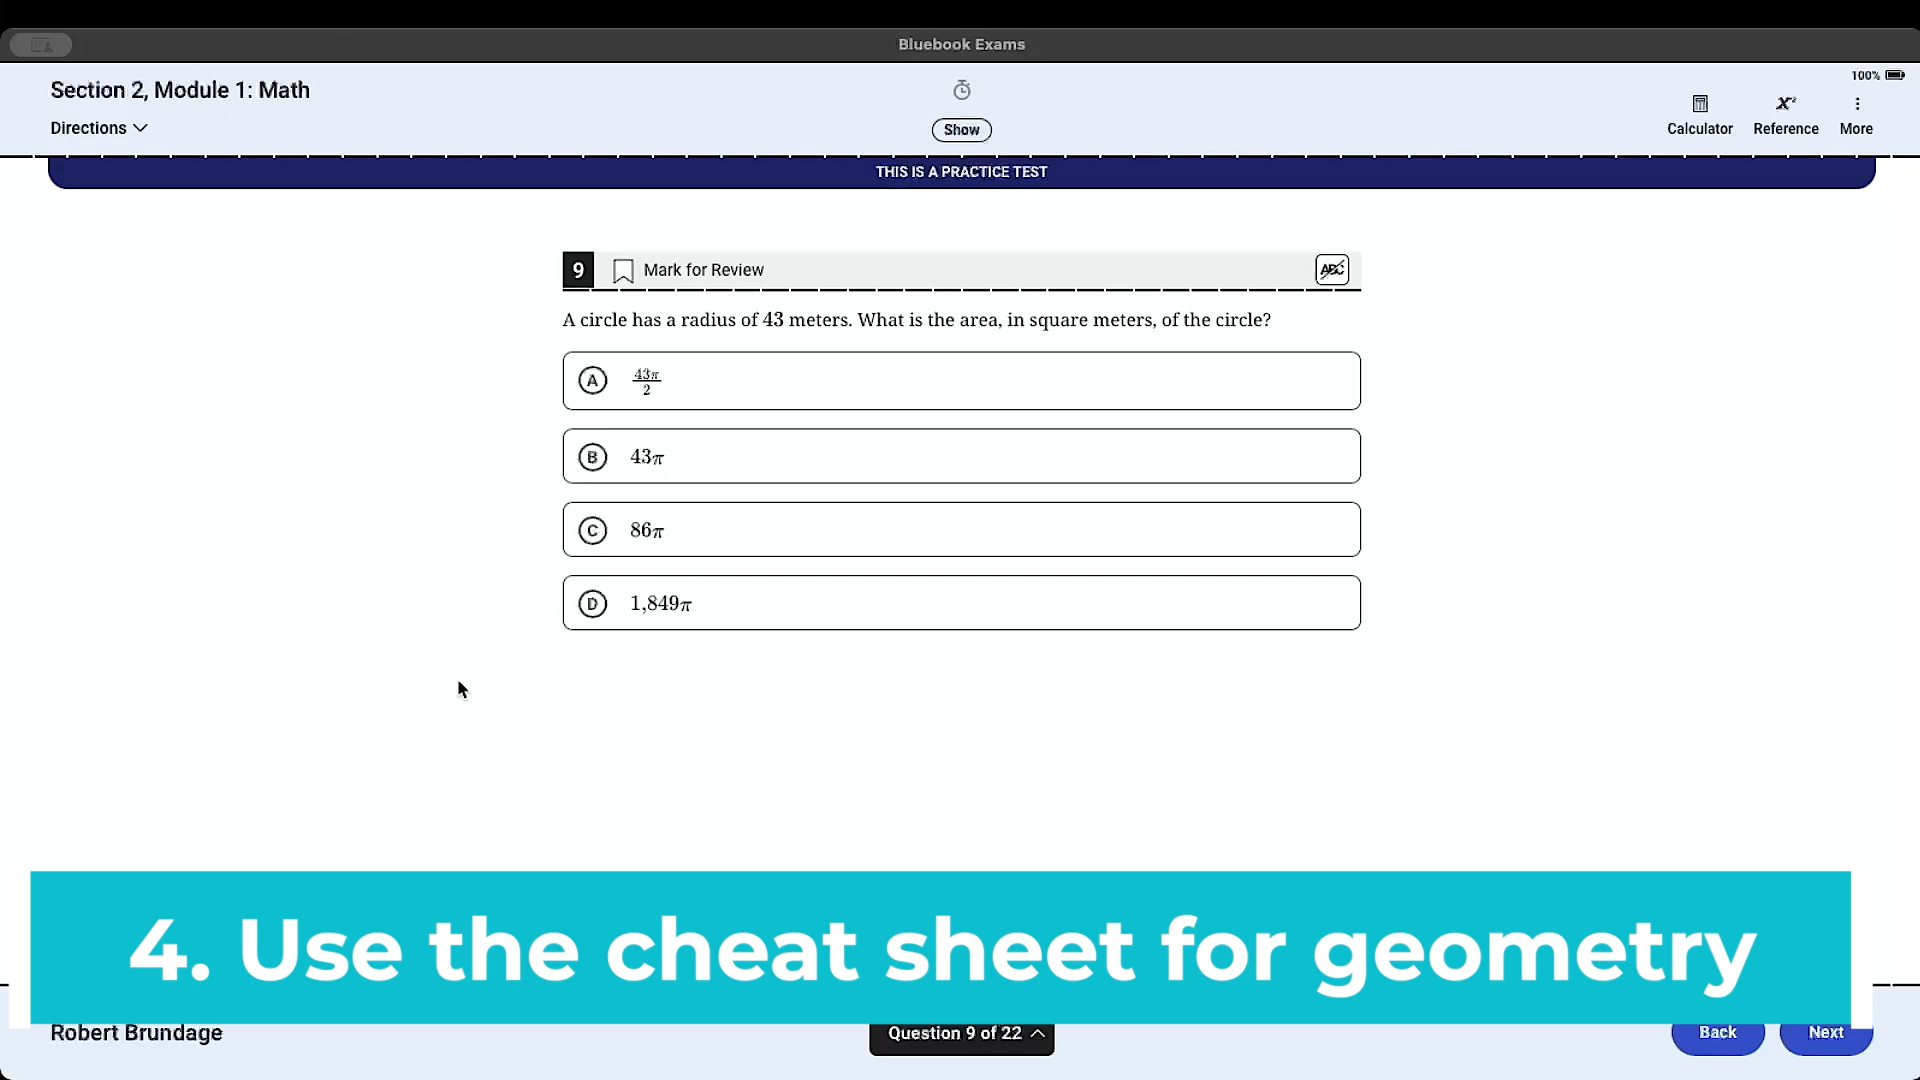 Bluebook Exams
Section 2, Module 1: Math
100%
Directions
Show
Calculator
Reference
More
THIS IS A PRACTICE TEST
9 Mark for Review ABC
A circle has a radius of 43 meters. What is the area, in square meters, of the circle?
A 43π/2
B 43π
C 86π
D 1,849π
4. Use the cheat sheet for geometry
Robert Brundage
Question 9 of 22
Back
Next